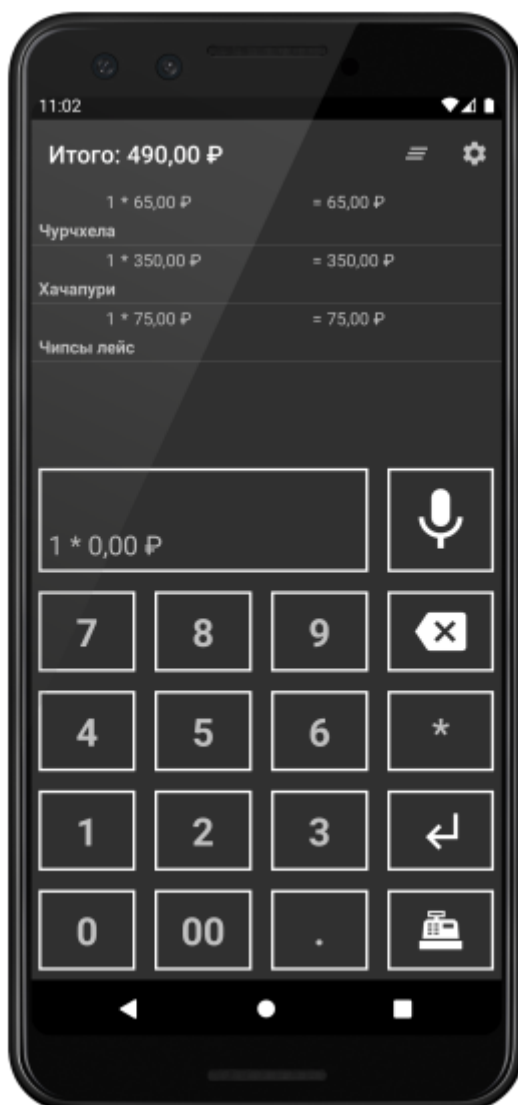 11:02
Итого: 490,00 ₽
1 * 65,00 ₽ = 65,00 ₽
Чурчхела
1 * 350,00 ₽ = 350,00 ₽
Хачапури
1 * 75,00 ₽ = 75,00 ₽
Чипсы лейс
1 * 0,00 ₽
7 8 9
4 5 6 *
1 2 3
0 00 .